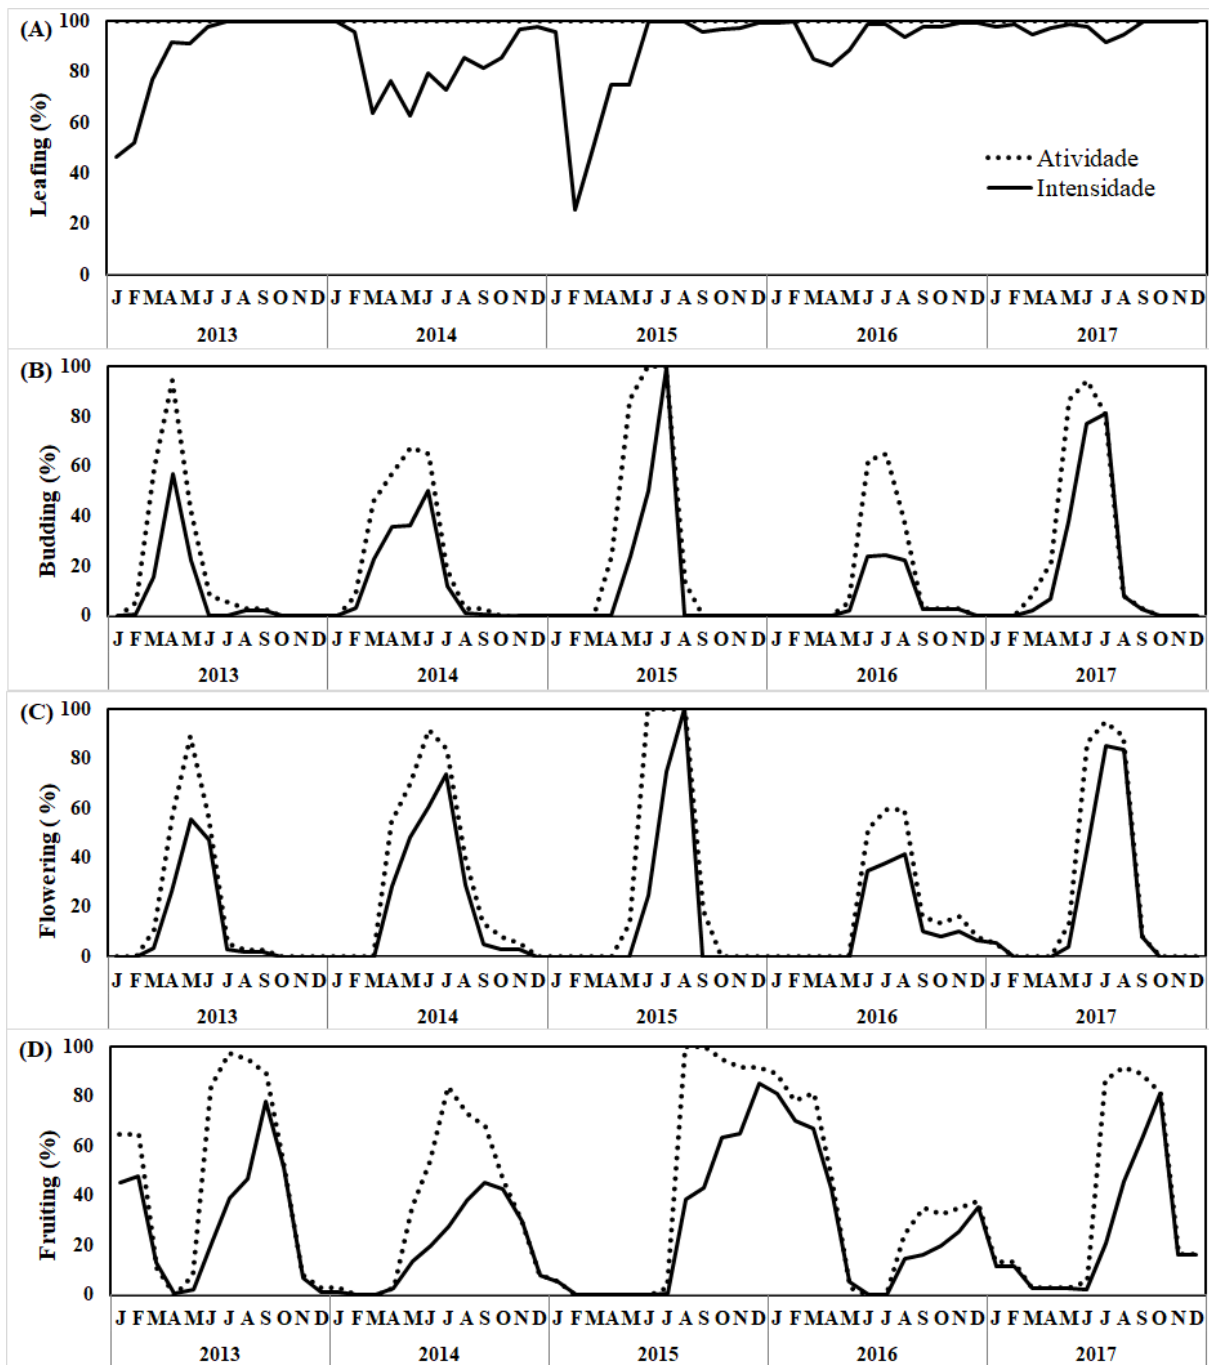 (A)
Leafing (%)
100
80
60
40
20
0
Atividade
Intensidade
J F M A M J J A S O N D J F M A M J J A S O N D J F M A M J J A S O N D J F M A M J J A S O N D J F M A M J J A S O N D
2013 2014 2015 2016 2017
(B)
Budding (%)
100
80
60
40
20
0
J F M A M J J A S O N D J F M A M J J A S O N D J F M A M J J A S O N D J F M A M J J A S O N D J F M A M J J A S O N D
2013 2014 2015 2016 2017
(C)
Flowering ( %)
100
80
60
40
20
0
J F M A M J J A S O N D J F M A M J J A S O N D J F M A M J J A S O N D J F M A M J J A S O N D J F M A M J J A S O N D
2013 2014 2015 2016 2017
(D)
Fruiting (%)
100
80
60
40
20
0
J F M A M J J A S O N D J F M A M J J A S O N D J F M A M J J A S O N D J F M A M J J A S O N D J F M A M J J A S O N D
2013 2014 2015 2016 2017